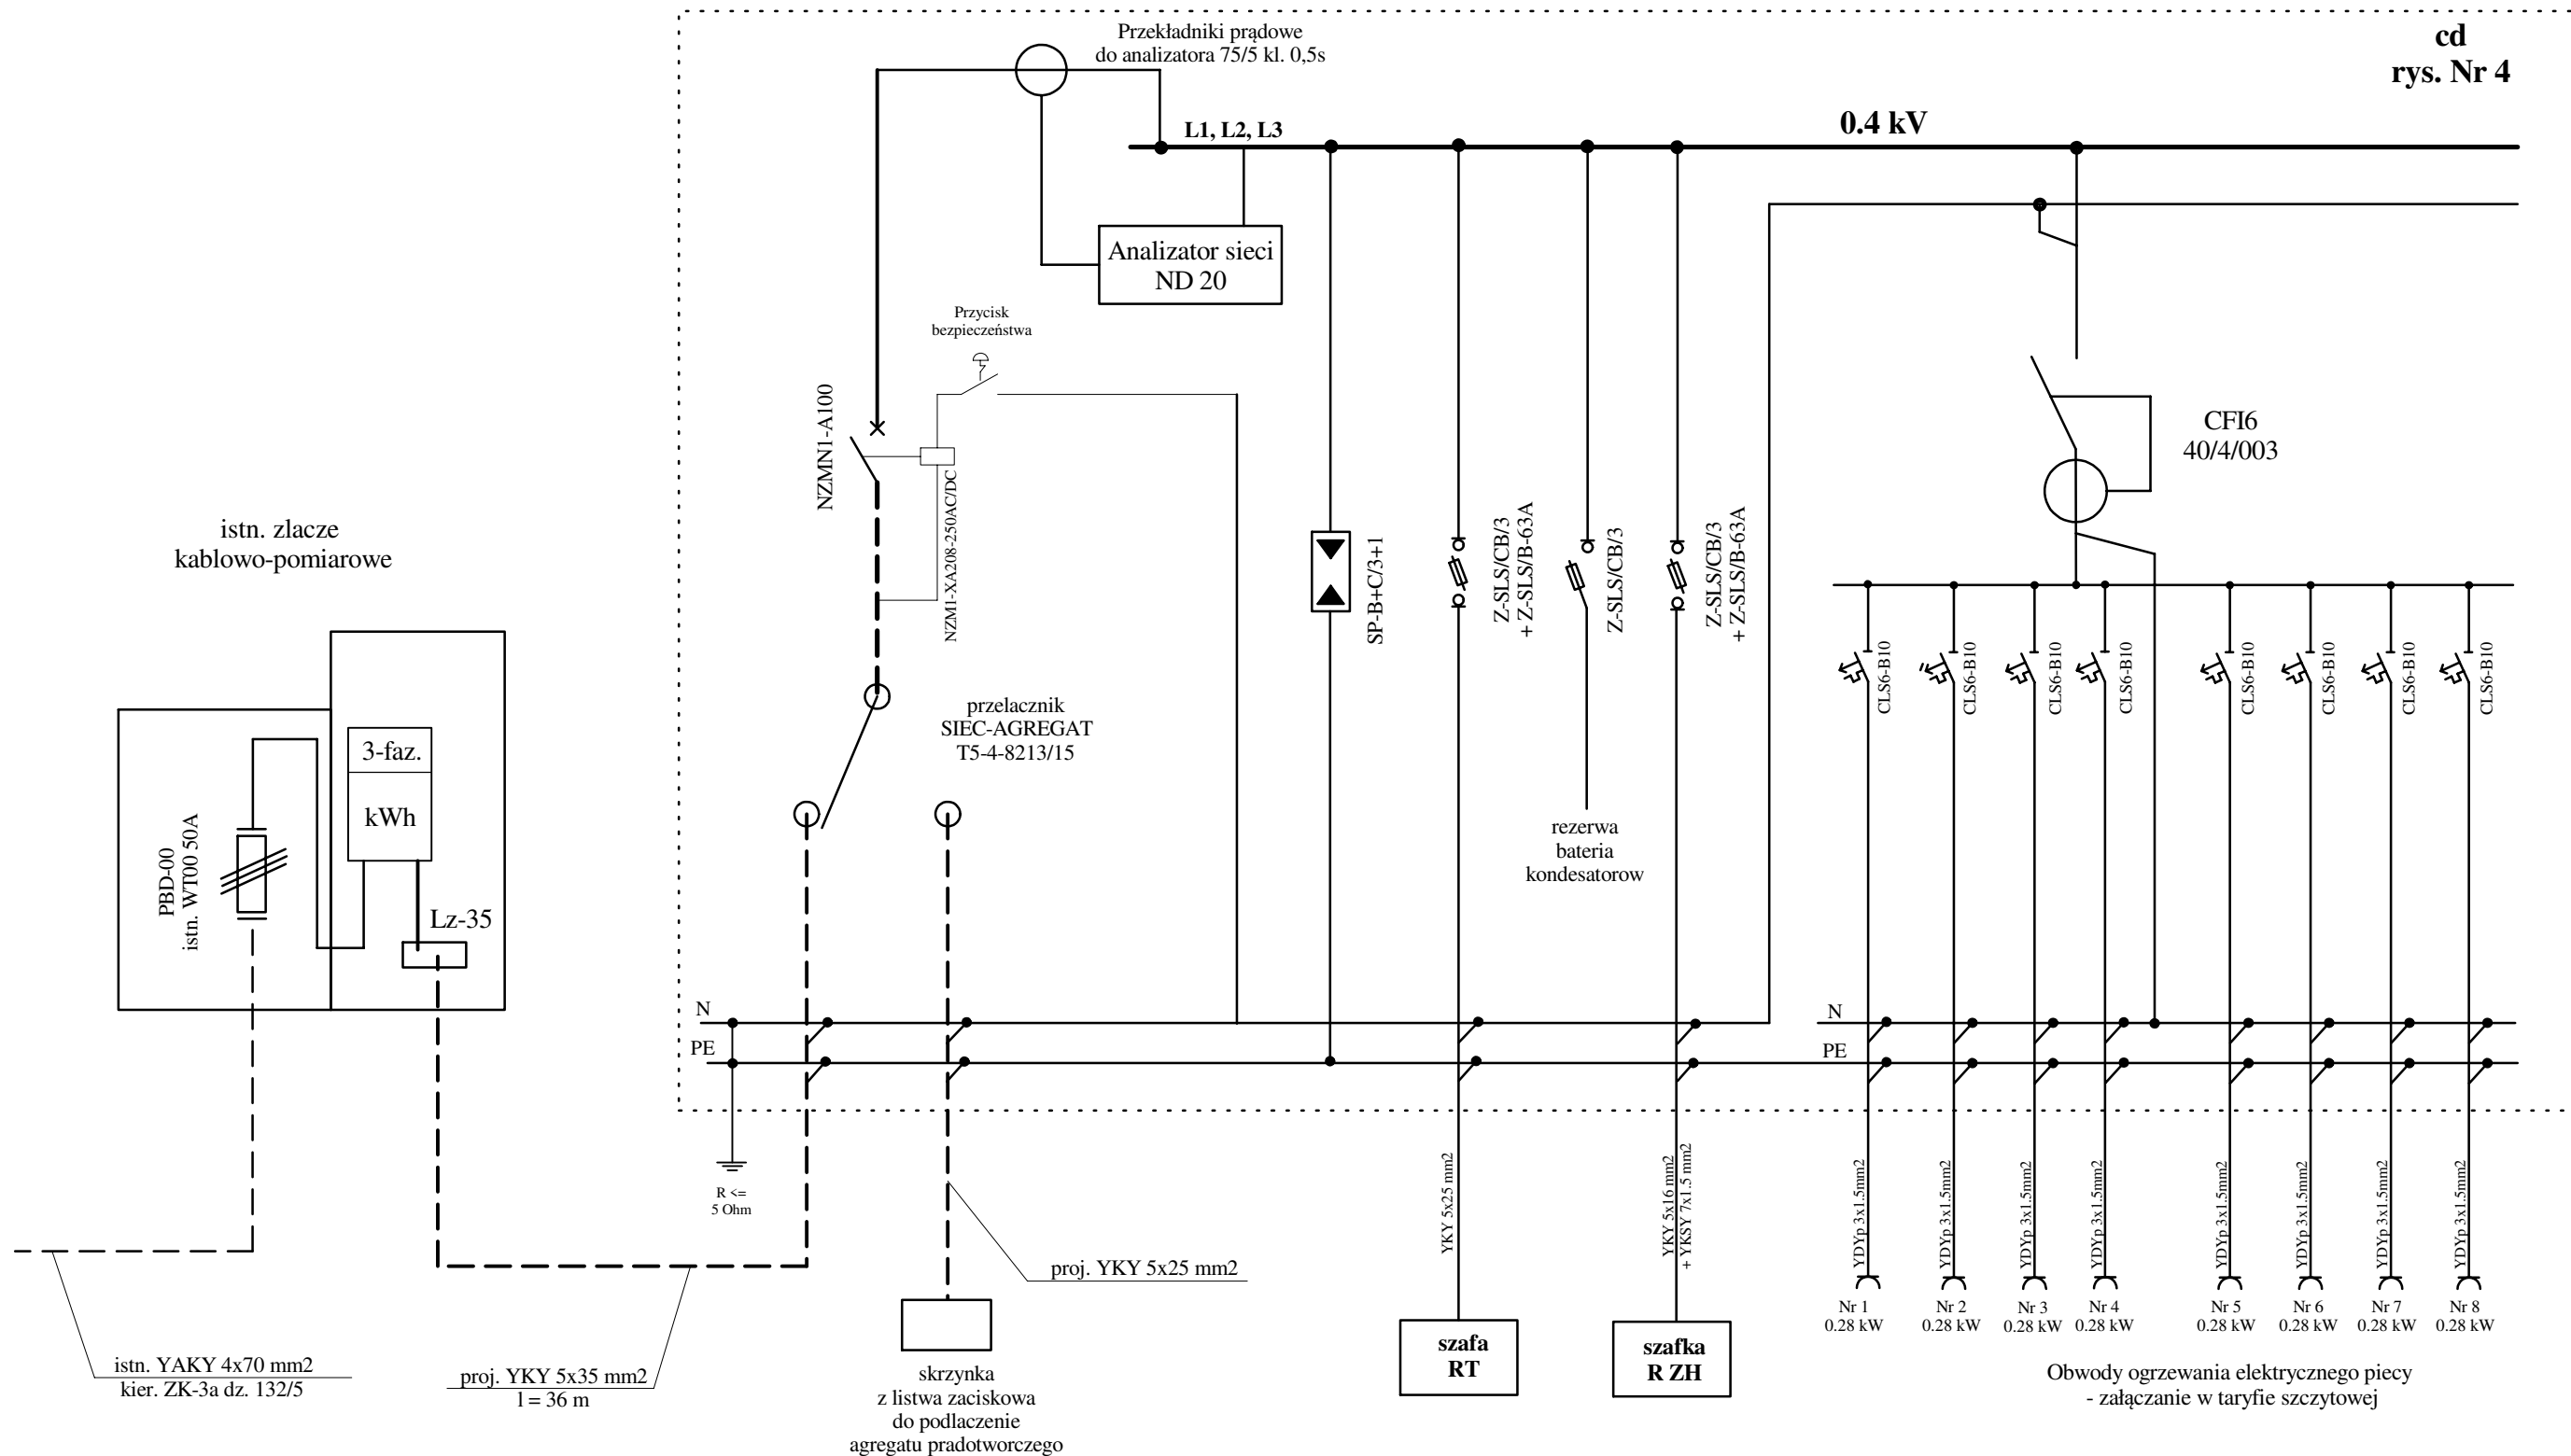 Przekładniki prądowe
do analizatora 75/5 kl. 0,5s
cd
rys. Nr 4
L1, L2, L3
0.4 kV
Analizator sieci
ND 20
Przycisk
bezpieczeństwa
NZMN1-A100
NZM1-XA208-250AC/DC
CFI6
40/4/003
istn. zlacze
kablowo-pomiarowe
SP-B+C/3+1
Z-SLS/CB/3
+ Z-SLS/B-63A
Z-SLS/CB/3
Z-SLS/CB/3
+ Z-SLS/B-63A
CLS6-B10
CLS6-B10
CLS6-B10
CLS6-B10
CLS6-B10
CLS6-B10
CLS6-B10
CLS6-B10
przelacznik
SIEC-AGREGAT
T5-4-8213/15
3-faz.
kWh
PBD-00
istn. WT00 50A
Lz-35
rezerwa
bateria
kondesatorow
N
PE
N
PE
R <=
5 Ohm
YKY 5x25 mm2
YKY 5x16 mm2
+ YKSY 7x1.5 mm2
YDYp 3x1.5mm2
YDYp 3x1.5mm2
YDYp 3x1.5mm2
YDYp 3x1.5mm2
YDYp 3x1.5mm2
YDYp 3x1.5mm2
YDYp 3x1.5mm2
YDYp 3x1.5mm2
proj. YKY 5x25 mm2
Nr 1
0.28 kW
Nr 2
0.28 kW
Nr 3
0.28 kW
Nr 4
0.28 kW
Nr 5
0.28 kW
Nr 6
0.28 kW
Nr 7
0.28 kW
Nr 8
0.28 kW
istn. YAKY 4x70 mm2
kier. ZK-3a dz. 132/5
proj. YKY 5x35 mm2
l = 36 m
skrzynka
z listwa zaciskowa
do podlaczenie
agregatu pradotworczego
szafa
RT
szafka
R ZH
Obwody ogrzewania elektrycznego piecy
- załączanie w taryfie szczytowej